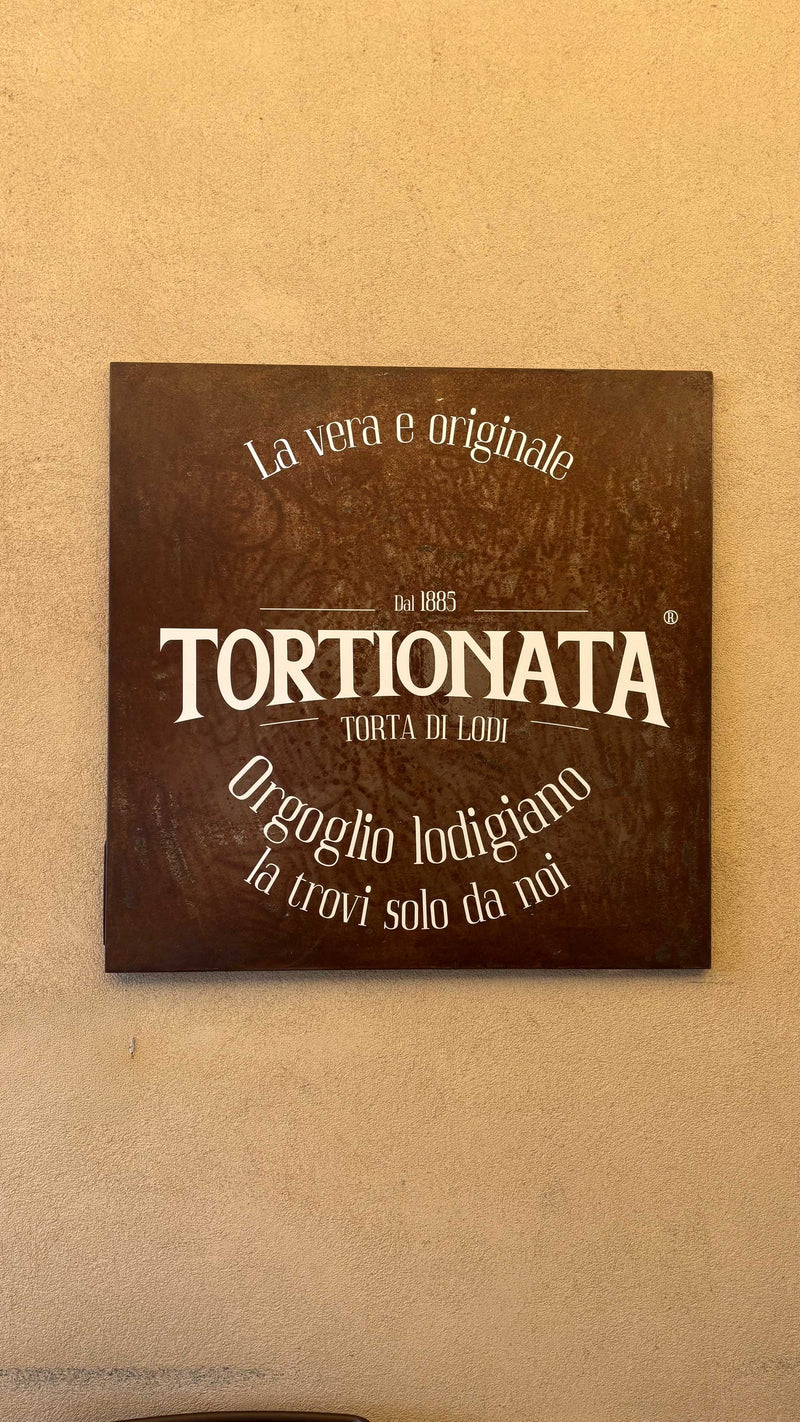 La vera e originale
Dal 1885
TORTIONATA®
TORTA DI LODI
Orgoglio lodigiano
la trovi solo da noi